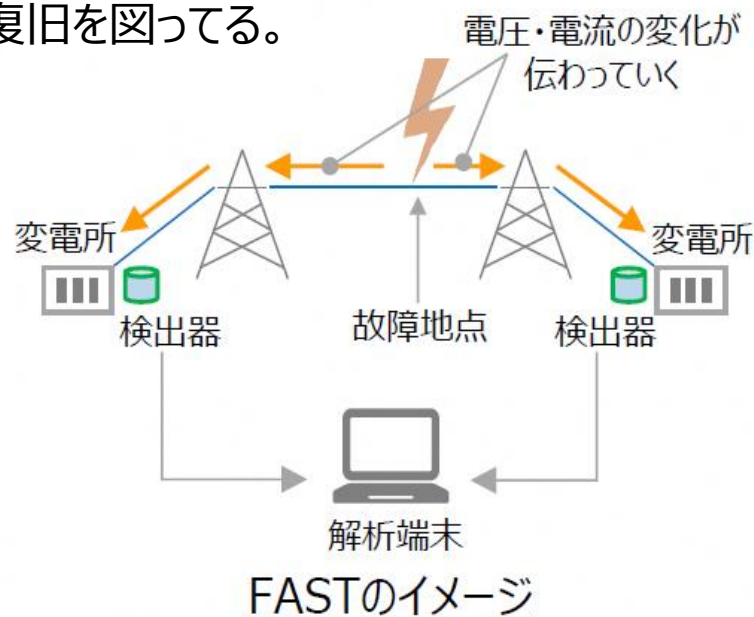 復旧を図ってる。
電圧・電流の変化が
伝わっていく
変電所
変電所
検出器
故障地点
検出器
解析端末
FASTのイメージ